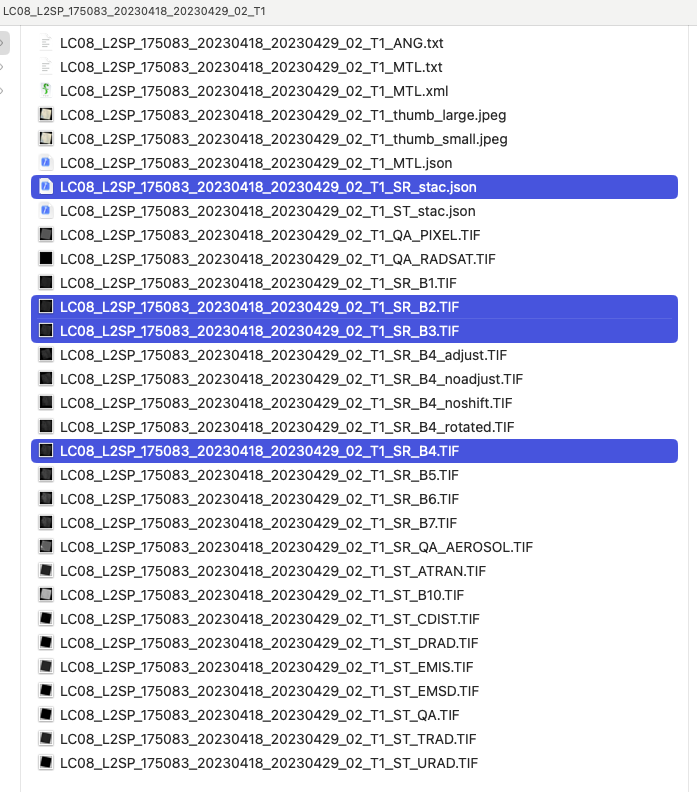 LC08_L2SP_175083_20230418_20230429_02_T1
LC08_L2SP_175083_20230418_20230429_02_T1_ANG.txt
LC08_L2SP_175083_20230418_20230429_02_T1_MTL.txt
LC08_L2SP_175083_20230418_20230429_02_T1_MTL.xml
LC08_L2SP_175083_20230418_20230429_02_T1_thumb_large.jpeg
LC08_L2SP_175083_20230418_20230429_02_T1_thumb_small.jpeg
LC08_L2SP_175083_20230418_20230429_02_T1_MTL.json
LC08_L2SP_175083_20230418_20230429_02_T1_SR_stac.json
LC08_L2SP_175083_20230418_20230429_02_T1_ST_stac.json
LC08_L2SP_175083_20230418_20230429_02_T1_QA_PIXEL.TIF
LC08_L2SP_175083_20230418_20230429_02_T1_QA_RADSAT.TIF
LC08_L2SP_175083_20230418_20230429_02_T1_SR_B1.TIF
LC08_L2SP_175083_20230418_20230429_02_T1_SR_B2.TIF
LC08_L2SP_175083_20230418_20230429_02_T1_SR_B3.TIF
LC08_L2SP_175083_20230418_20230429_02_T1_SR_B4_adjust.TIF
LC08_L2SP_175083_20230418_20230429_02_T1_SR_B4_noadjust.TIF
LC08_L2SP_175083_20230418_20230429_02_T1_SR_B4_noshift.TIF
LC08_L2SP_175083_20230418_20230429_02_T1_SR_B4_rotated.TIF
LC08_L2SP_175083_20230418_20230429_02_T1_SR_B4.TIF
LC08_L2SP_175083_20230418_20230429_02_T1_SR_B5.TIF
LC08_L2SP_175083_20230418_20230429_02_T1_SR_B6.TIF
LC08_L2SP_175083_20230418_20230429_02_T1_SR_B7.TIF
LC08_L2SP_175083_20230418_20230429_02_T1_SR_QA_AEROSOL.TIF
LC08_L2SP_175083_20230418_20230429_02_T1_ST_ATRAN.TIF
LC08_L2SP_175083_20230418_20230429_02_T1_ST_B10.TIF
LC08_L2SP_175083_20230418_20230429_02_T1_ST_CDIST.TIF
LC08_L2SP_175083_20230418_20230429_02_T1_ST_DRAD.TIF
LC08_L2SP_175083_20230418_20230429_02_T1_ST_EMIS.TIF
LC08_L2SP_175083_20230418_20230429_02_T1_ST_EMSD.TIF
LC08_L2SP_175083_20230418_20230429_02_T1_ST_QA.TIF
LC08_L2SP_175083_20230418_20230429_02_T1_ST_TRAD.TIF
LC08_L2SP_175083_20230418_20230429_02_T1_ST_URAD.TIF